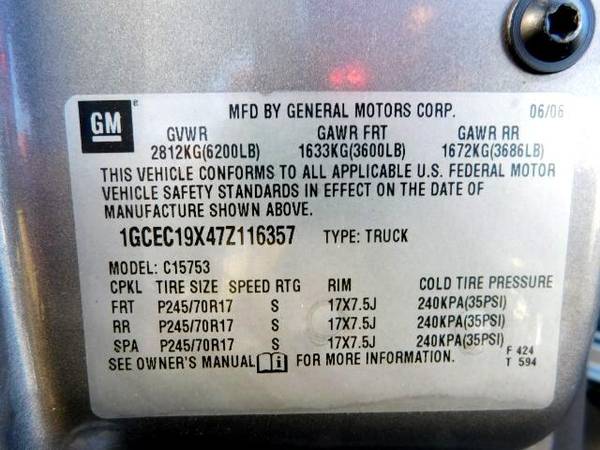 GM
MFD BY GENERAL MOTORS CORP. 06/06
GVWR GAWR FRT GAWR RR
2812KG(6200LB) 1633KG(3600LB) 1672KG(3686LB)
THIS VEHICLE CONFORMS TO ALL APPLICABLE U.S. FEDERAL MOTOR
VEHICLE SAFETY STANDARDS IN EFFECT ON THE DATE OF
MANUFACTURE SHOWN ABOVE.
1GCEC19X47Z116357 TYPE: TRUCK
MODEL: C15753
CPKL TIRE SIZE SPEED RTG RIM COLD TIRE PRESSURE
FRT P245/70R17 S 17X7.5J 240KPA(35PSI)
RR P245/70R17 S 17X7.5J 240KPA(35PSI)
SPA P245/70R17 S 17X7.5J 240KPA(35PSI)
SEE OWNER'S MANUAL FOR MORE INFORMATION.
F 424
T 594